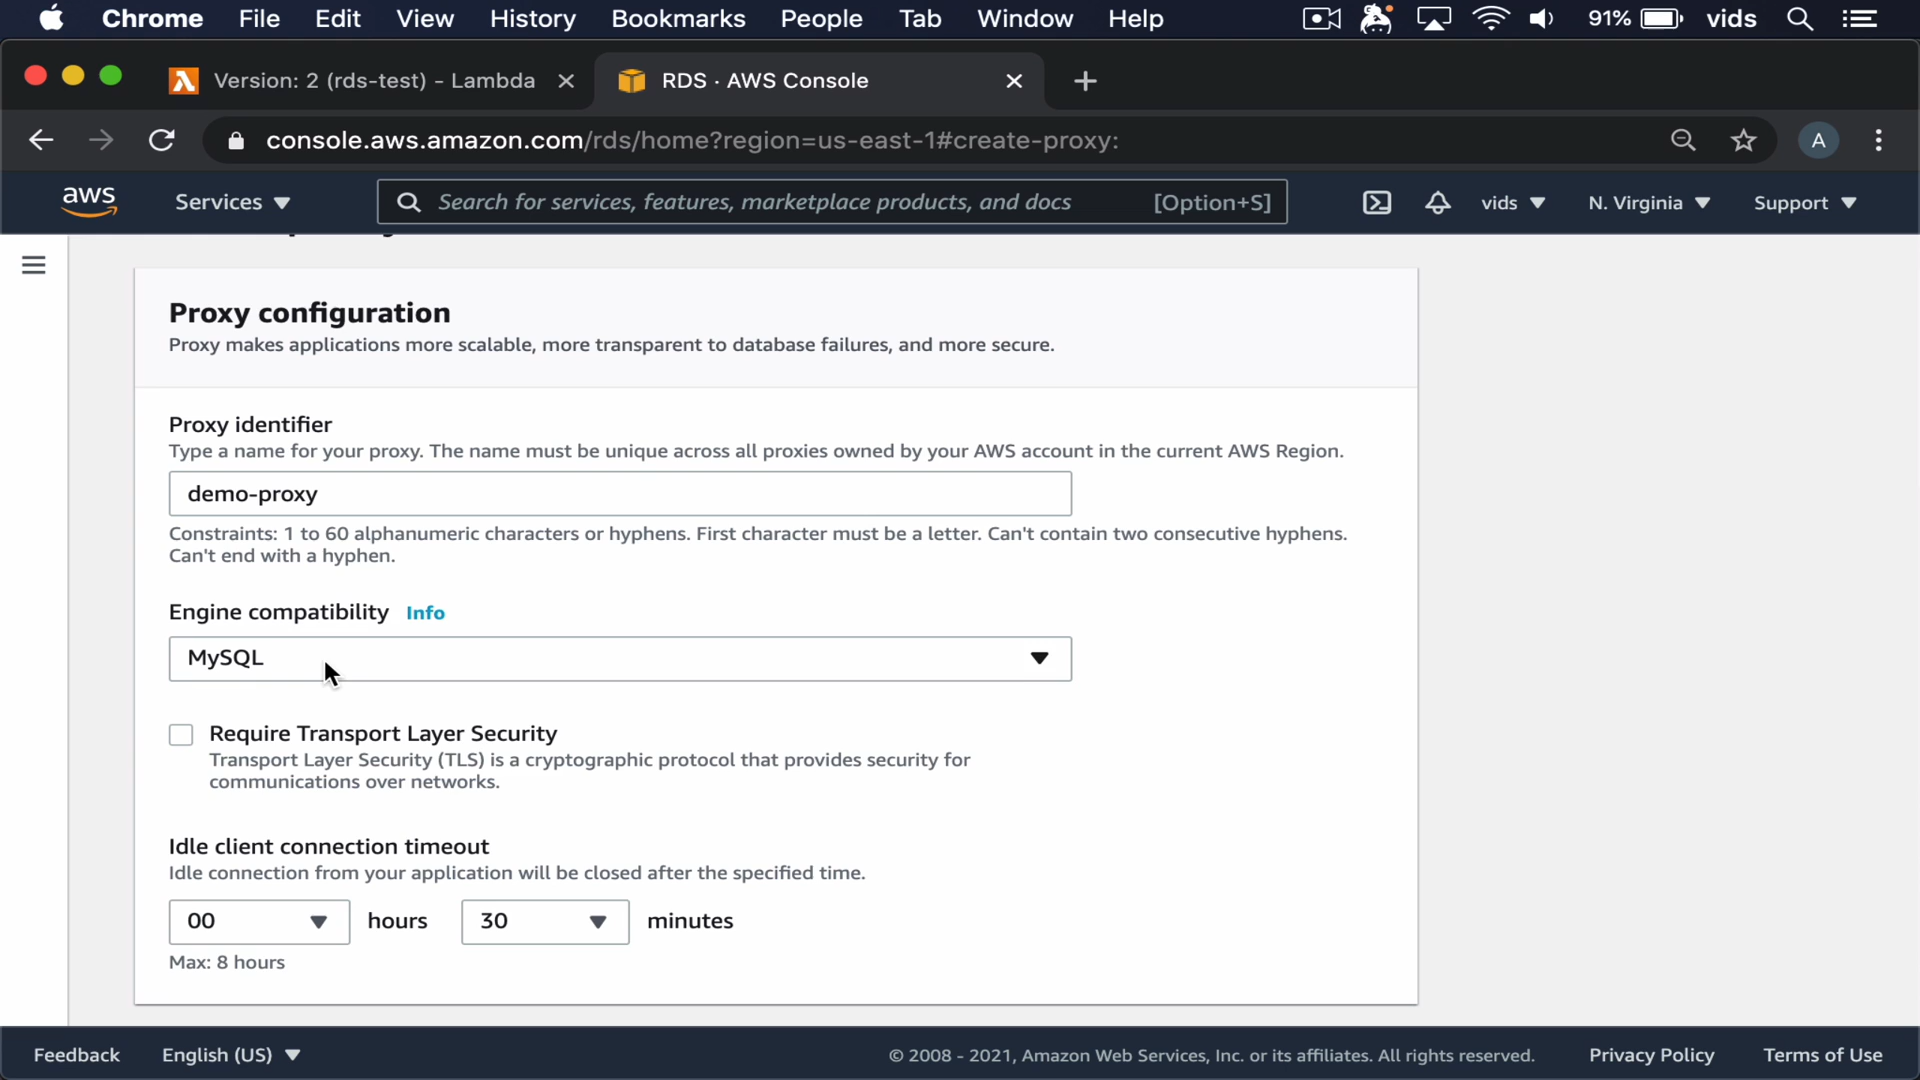 Chrome File Edit View History Bookmarks People Tab Window Help 91% vids
Version: 2 (rds-test) - Lambda
RDS · AWS Console
console.aws.amazon.com/rds/home?region=us-east-1#create-proxy:
A
aws
Services
Search for services, features, marketplace products, and docs [Option+S]
vids
N. Virginia
Support
Proxy configuration
Proxy makes applications more scalable, more transparent to database failures, and more secure.
Proxy identifier
Type a name for your proxy. The name must be unique across all proxies owned by your AWS account in the current AWS Region.
demo-proxy
Constraints: 1 to 60 alphanumeric characters or hyphens. First character must be a letter. Can't contain two consecutive hyphens.
Can't end with a hyphen.
Engine compatibility Info
MySQL
Require Transport Layer Security
Transport Layer Security (TLS) is a cryptographic protocol that provides security for
communications over networks.
Idle client connection timeout
Idle connection from your application will be closed after the specified time.
00 hours 30 minutes
Max: 8 hours
Feedback English (US) © 2008 - 2021, Amazon Web Services, Inc. or its affiliates. All rights reserved. Privacy Policy Terms of Use